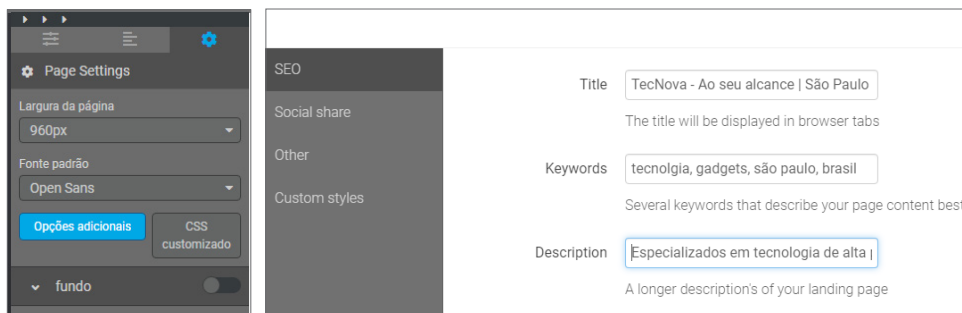 Page Settings
Largura da página
960px
Fonte padrão
Open Sans
Opções adicionais
CSS
customizado
fundo
SEO
Social share
Other
Custom styles
Title
TecNova - Ao seu alcance | São Paulo
The title will be displayed in browser tabs
Keywords
tecnolgia, gadgets, são paulo, brasil
Several keywords that describe your page content best
Description
Especializados em tecnologia de alta
A longer description's of your landing page